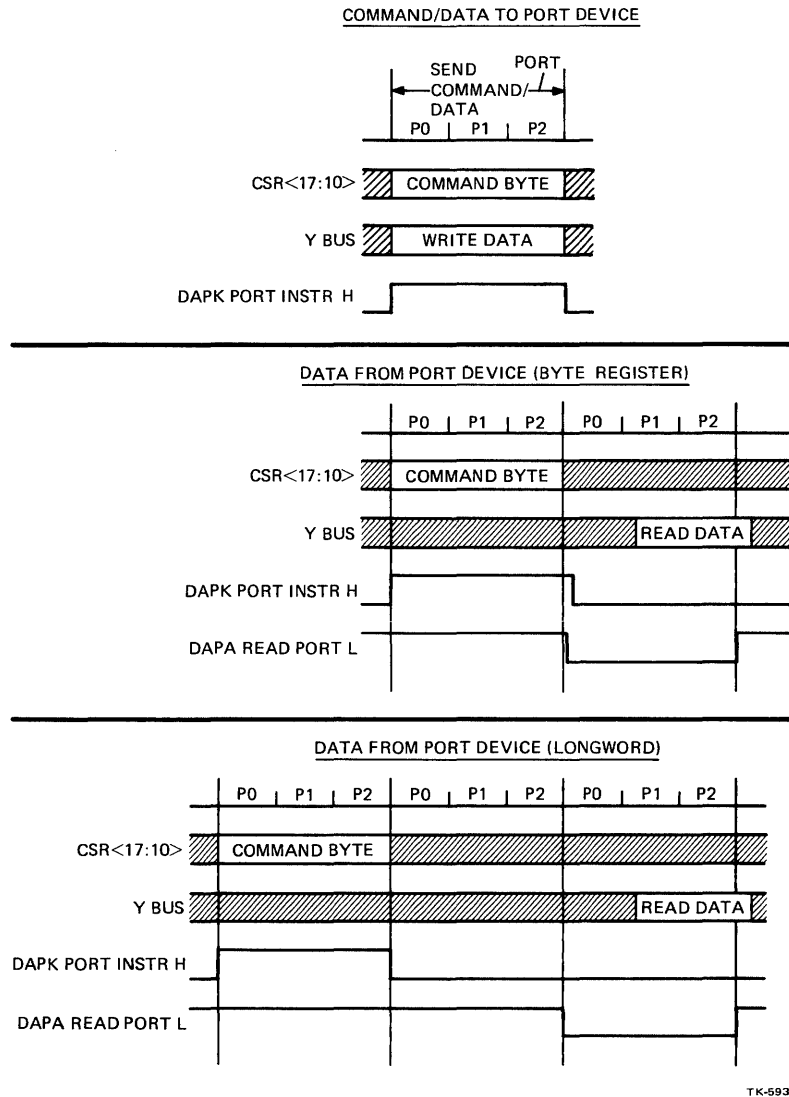 COMMAND/DATA TO PORT DEVICE
PORT
SEND
COMMAND/
DATA
P0 P1 P2
CSR<17:10> COMMAND BYTE
Y BUS WRITE DATA
DAPK PORT INSTR H
DATA FROM PORT DEVICE (BYTE REGISTER)
P0 P1 P2 P0 P1 P2
CSR<17:10> COMMAND BYTE
Y BUS READ DATA
DAPK PORT INSTR H
DAPA READ PORT L
DATA FROM PORT DEVICE (LONGWORD)
P0 P1 P2 P0 P1 P2 P0 P1 P2
CSR<17:10> COMMAND BYTE
Y BUS READ DATA
DAPK PORT INSTR H
DAPA READ PORT L
TK-593